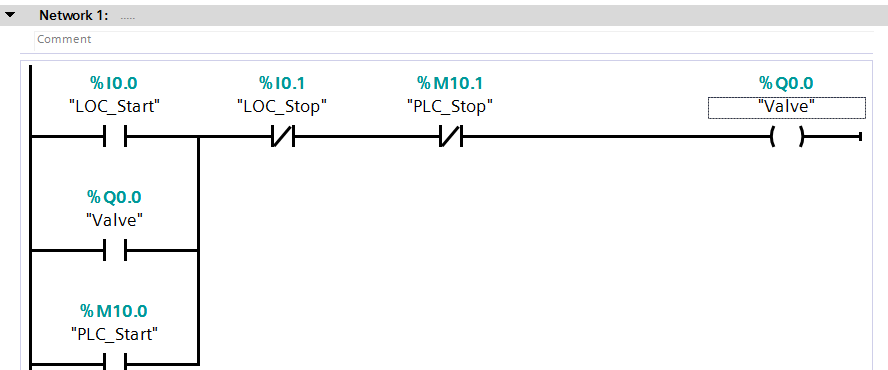 Network 1: .....
Comment
%I0.0 %I0.1 %M10.1 %Q0.0
"LOC_Start" "LOC_Stop" "PLC_Stop" "Valve"
%Q0.0
"Valve"
%M10.0
"PLC_Start"